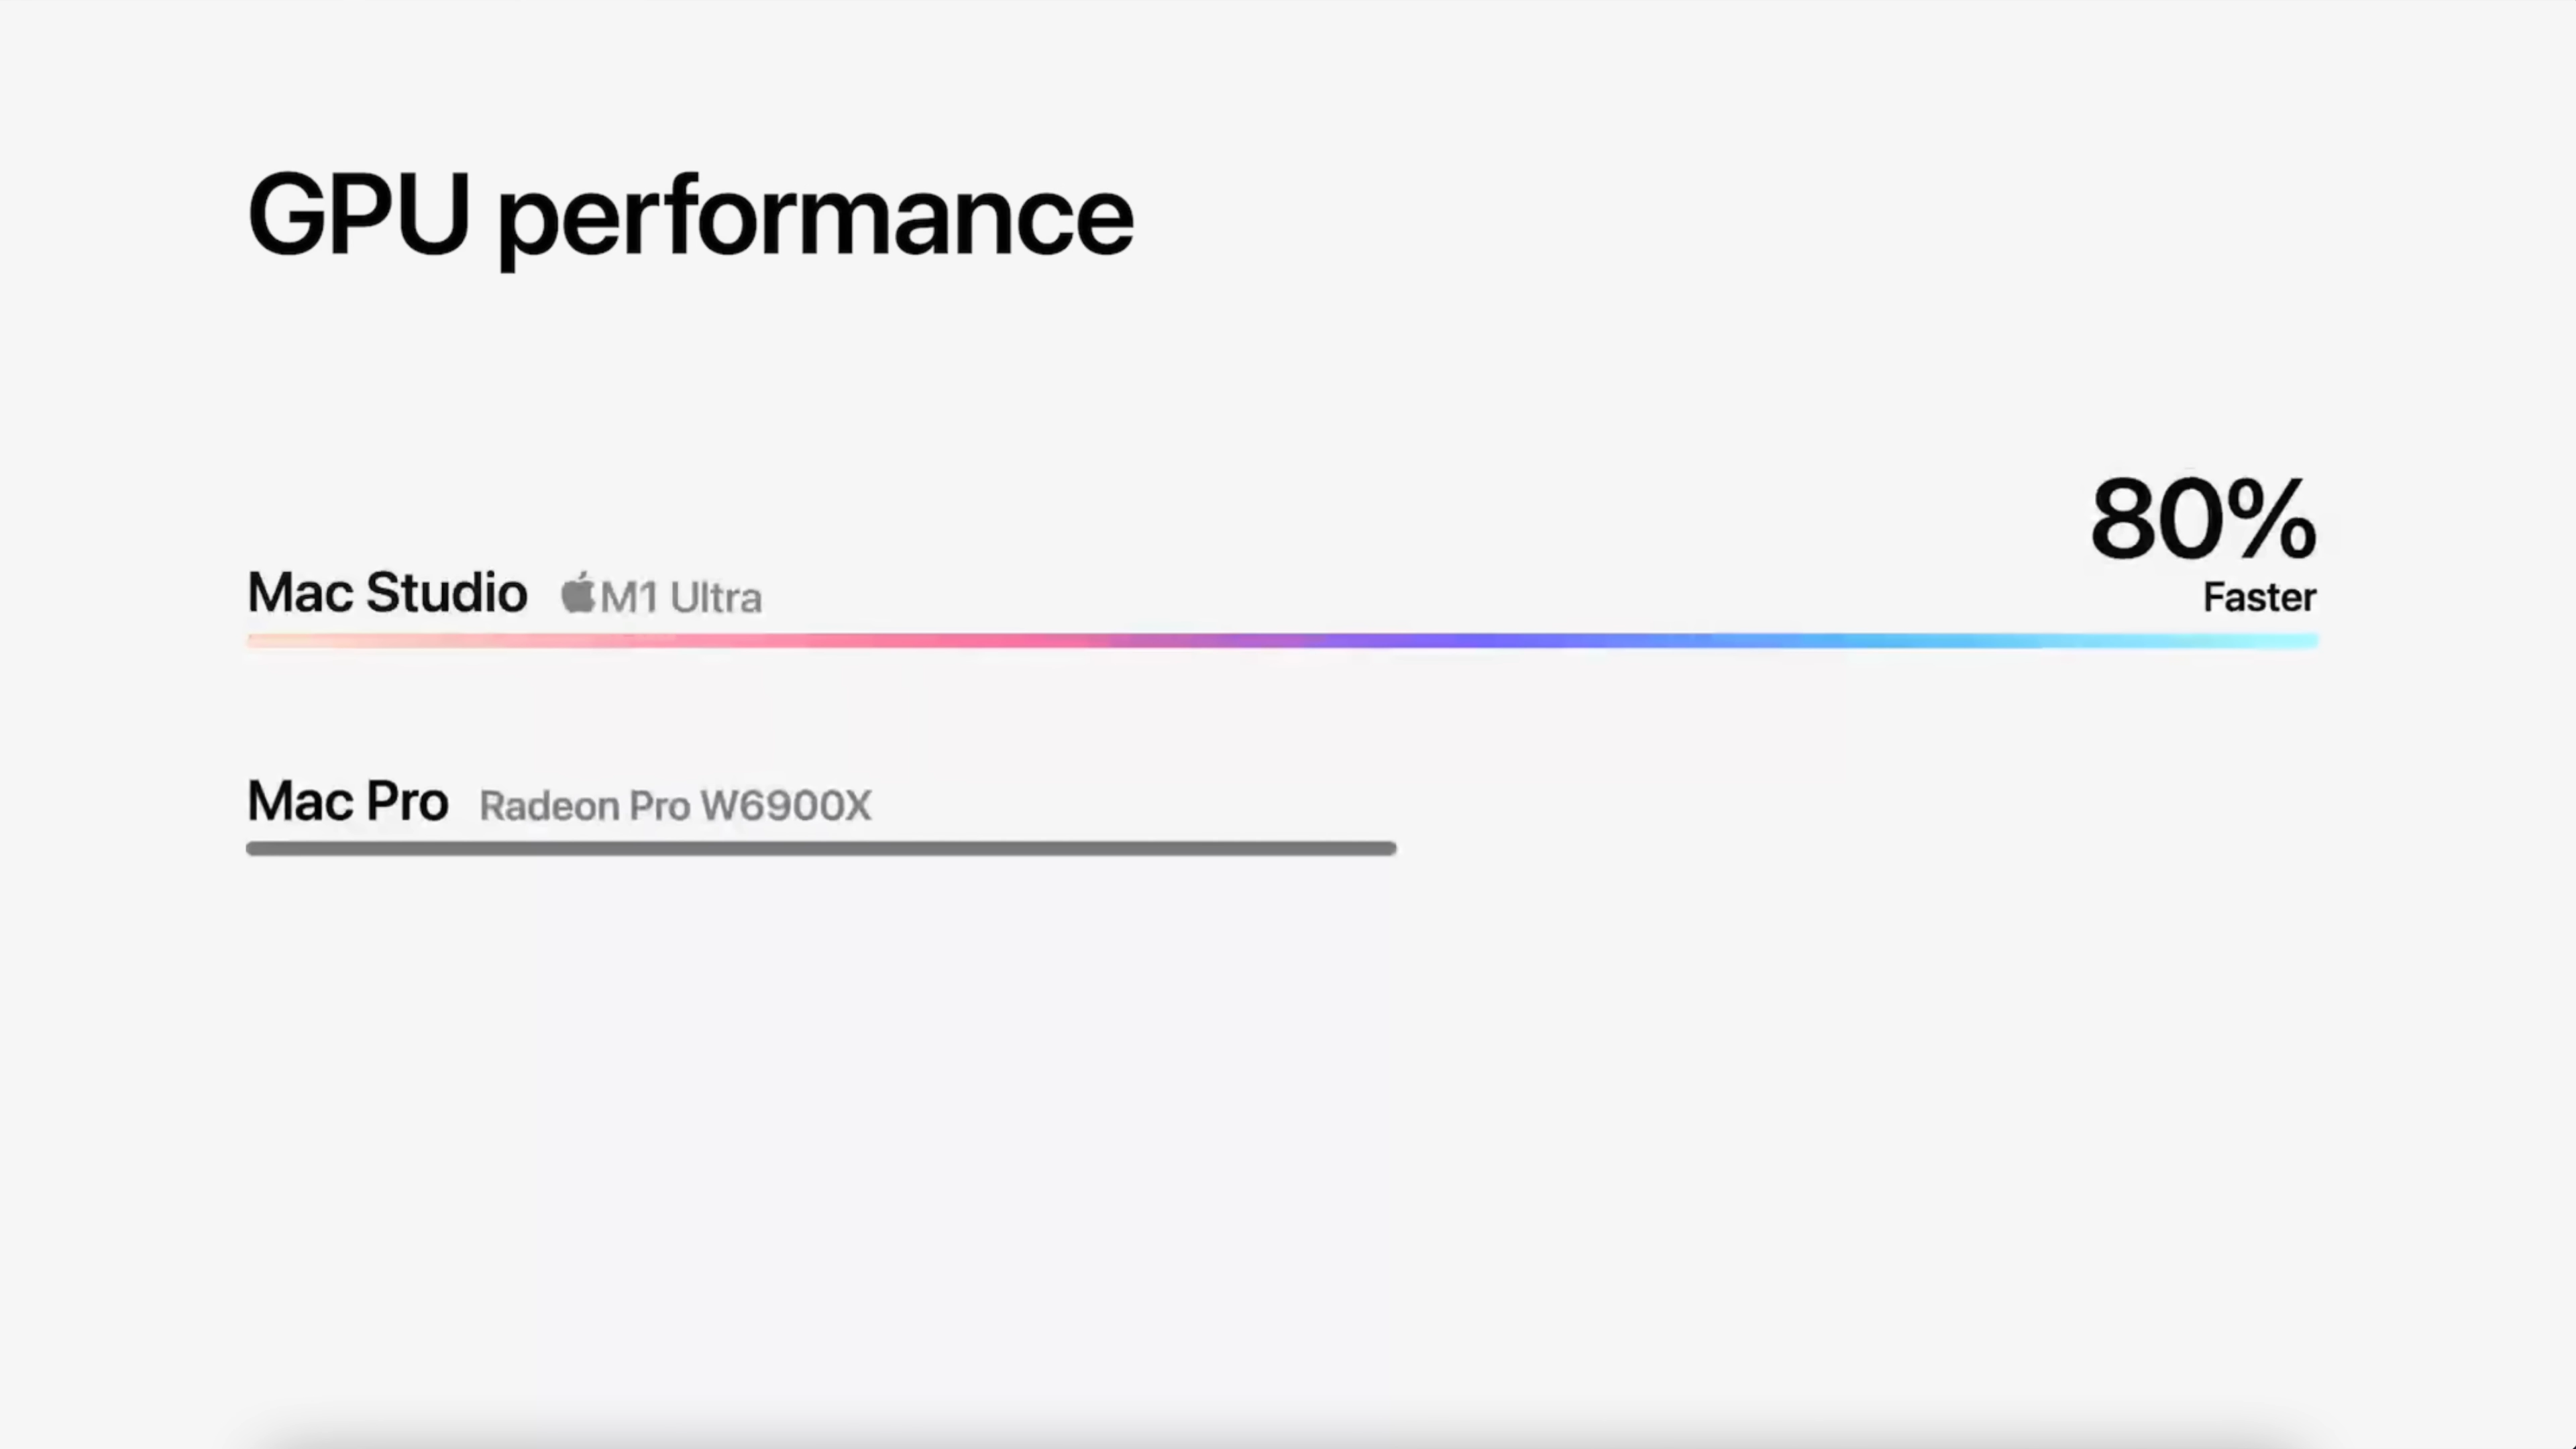 GPU performance
80%
Faster
Mac Studio M1 Ultra
Mac Pro Radeon Pro W6900X